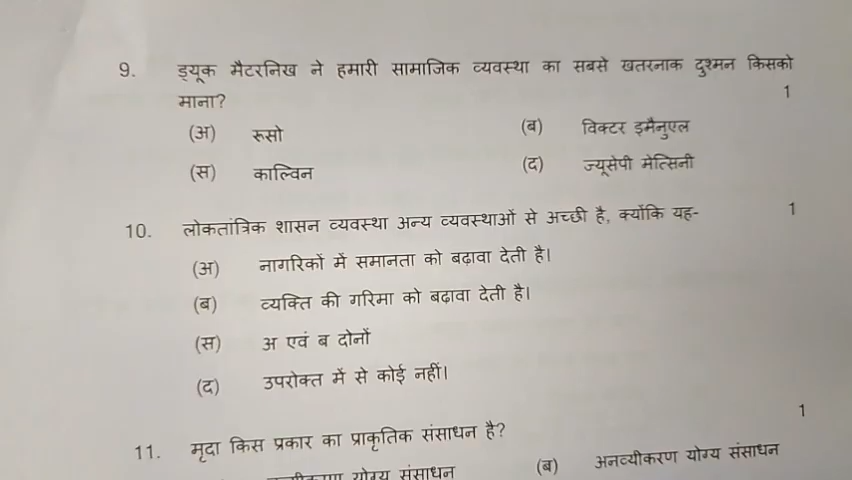 9. ड्यूक मैटरनिख ने हमारी सामाजिक व्यवस्था का सबसे खतरनाक दुश्मन किसको
माना? 1
(अ) रूसो (ब) विक्टर इमैनुएल
(स) काल्विन (द) ज्यूसेपी मेत्सिनी
10. लोकतांत्रिक शासन व्यवस्था अन्य व्यवस्थाओं से अच्छी है, क्योंकि यह- 1
(अ) नागरिकों में समानता को बढ़ावा देती है।
(ब) व्यक्ति की गरिमा को बढ़ावा देती है।
(स) अ एवं ब दोनों
(द) उपरोक्त में से कोई नहीं।
11. मृदा किस प्रकार का प्राकृतिक संसाधन है? 1
योग्य संसाधन (ब) अनव्यीकरण योग्य संसाधन